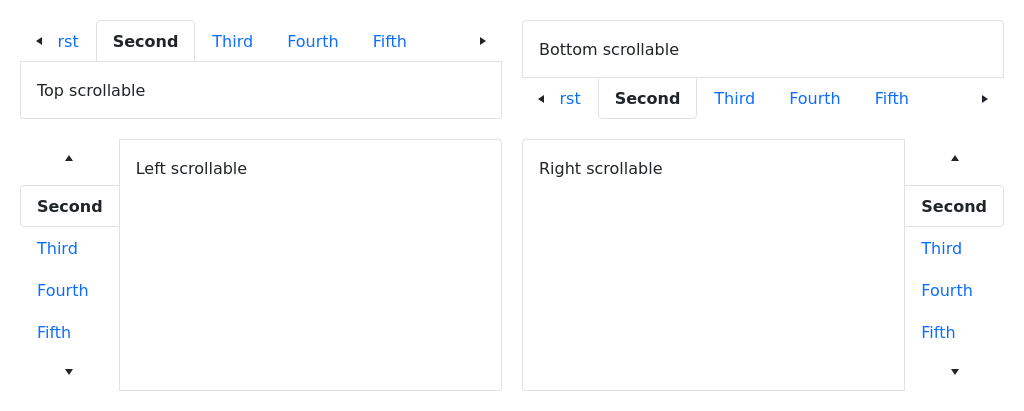 rst Second Third Fourth Fifth
Top scrollable
Bottom scrollable
rst Second Third Fourth Fifth
Second
Third
Fourth
Fifth
Left scrollable
Right scrollable
Second
Third
Fourth
Fifth